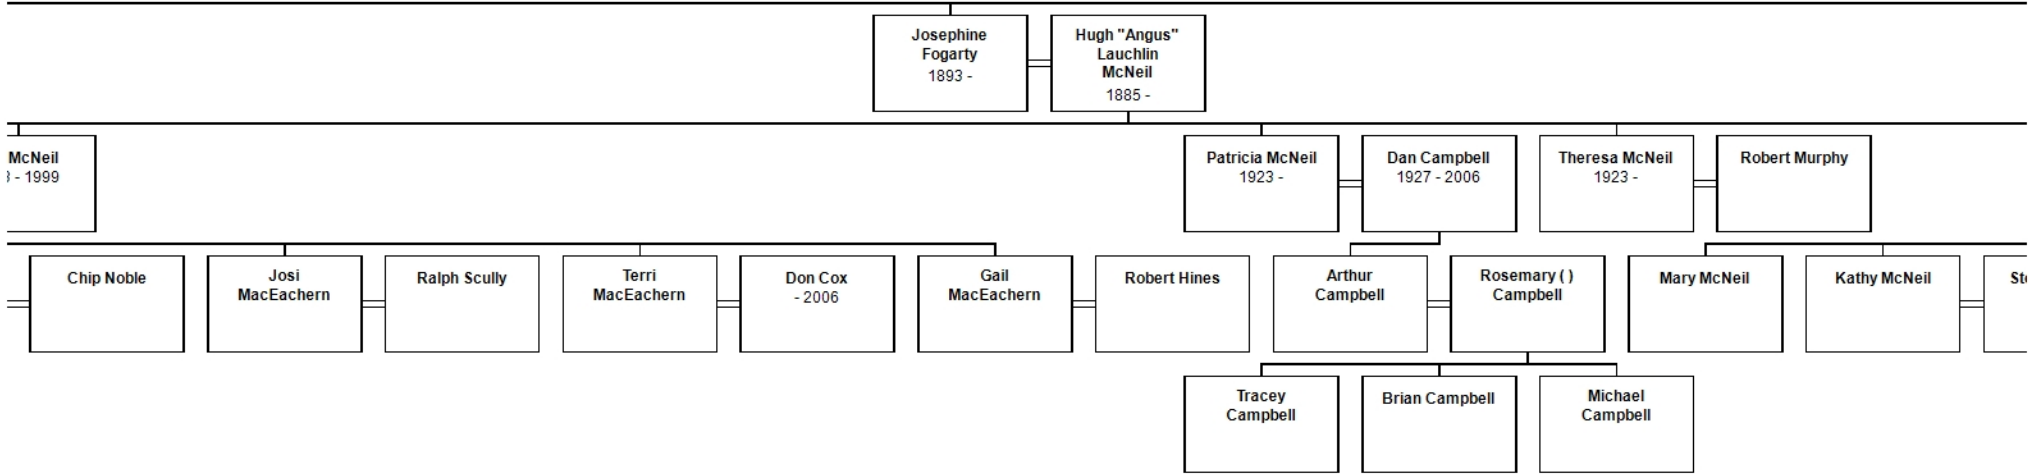 Josephine
Fogarty
1893 -
Hugh "Angus"
Lauchlin
McNeil
1885 -
McNeil
- 1999
Patricia McNeil
1923 -
Dan Campbell
1927 - 2006
Theresa McNeil
1923 -
Robert Murphy
Chip Noble
Josi
MacEachern
Ralph Scully
Terri
MacEachern
Don Cox
- 2006
Gail
MacEachern
Robert Hines
Arthur
Campbell
Rosemary ( )
Campbell
Mary McNeil
Kathy McNeil
Tracey
Campbell
Brian Campbell
Michael
Campbell